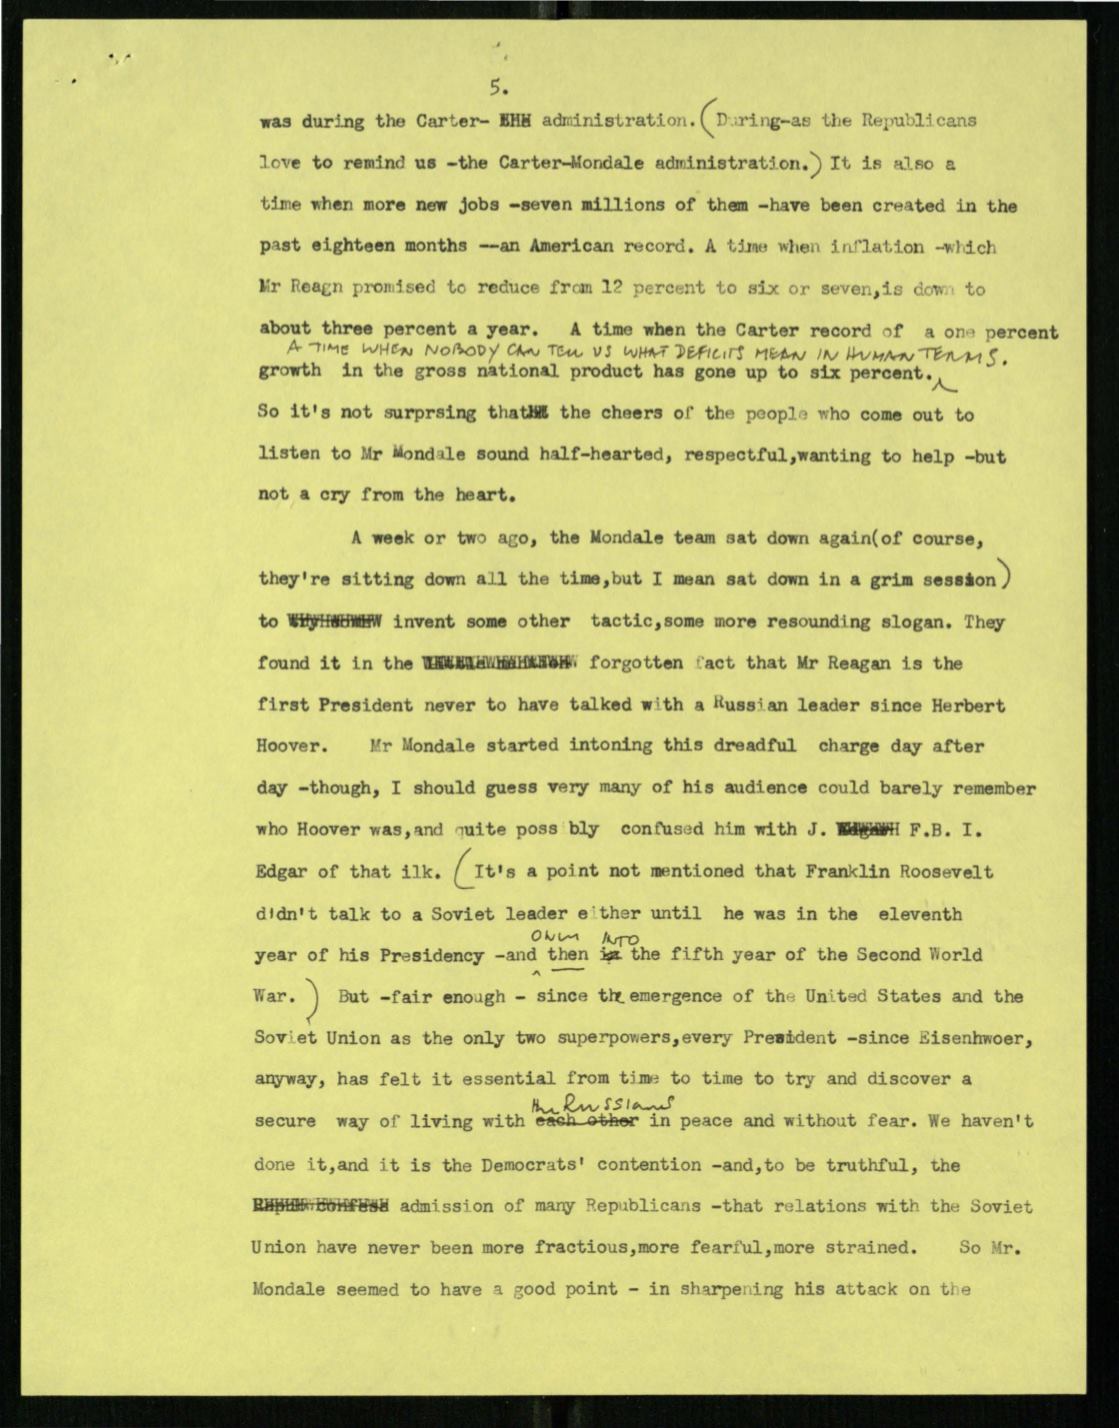 5.
was during the Carter- administration. (During-as the Republicans
love to remind us -the Carter-Mondale administration.) It is also a
time when more new jobs -seven millions of them -have been created in the
past eighteen months --an American record. A time when inflation -which
Mr Reagn promised to reduce from 12 percent to six or seven,is down to
about three percent a year. A time when the Carter record of a one percent
A TIME WHEN NOBODY CAN TELL US WHAT DEFICITS MEAN IN HUMAN TERMS.
growth in the gross national product has gone up to six percent.
So it's not surprsing that the cheers of the people who come out to
listen to Mr Mondale sound half-hearted, respectful,wanting to help -but
not a cry from the heart.
A week or two ago, the Mondale team sat down again(of course,
they're sitting down all the time,but I mean sat down in a grim session)
to invent some other tactic,some more resounding slogan. They
found it in the forgotten fact that Mr Reagan is the
first President never to have talked with a Russian leader since Herbert
Hoover. Mr Mondale started intoning this dreadful charge day after
day -though, I should guess very many of his audience could barely remember
who Hoover was,and quite poss bly confused him with J. F.B. I.
Edgar of that ilk. (It's a point not mentioned that Franklin Roosevelt
didn't talk to a Soviet leader either until he was in the eleventh
ONLY INTO
year of his Presidency -and then in the fifth year of the Second World
War.) But -fair enough - since the emergence of the United States and the
Soviet Union as the only two superpowers,every President -since Eisenhwoer,
anyway, has felt it essential from time to time to try and discover a
the Russians
secure way of living with each other in peace and without fear. We haven't
done it,and it is the Democrats' contention -and,to be truthful, the
admission of many Republicans -that relations with the Soviet
Union have never been more fractious,more fearful,more strained. So Mr.
Mondale seemed to have a good point - in sharpening his attack on the